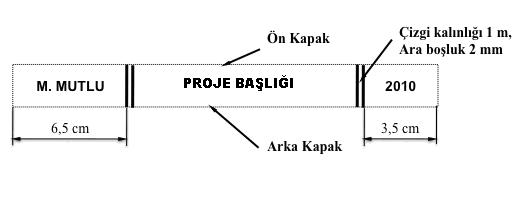 Ön Kapak
Çizgi kalınlığı 1 m,
Ara boşluk 2 mm
M. MUTLU
PROJE BAŞLIĞI
2010
6,5 cm
Arka Kapak
3,5 cm